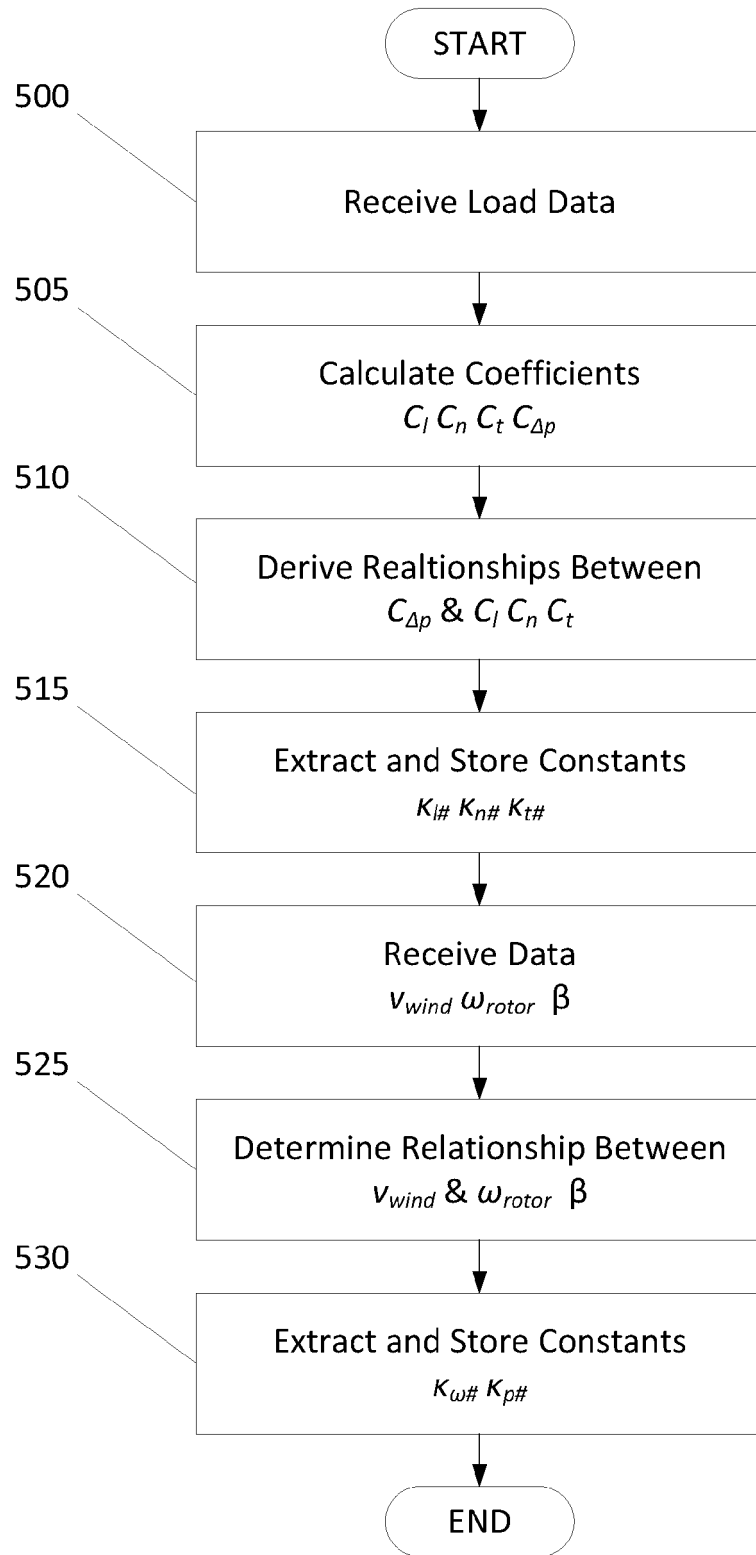 START
500
Receive Load Data
505
Calculate Coefficients
C_l C_n C_t C_Δp
510
Derive Realtionships Between
C_Δp & C_l C_n C_t
515
Extract and Store Constants
κ_l# κ_n# κ_t#
520
Receive Data
v_wind ω_rotor β
525
Determine Relationship Between
v_wind & ω_rotor β
530
Extract and Store Constants
κ_ω# κ_p#
END